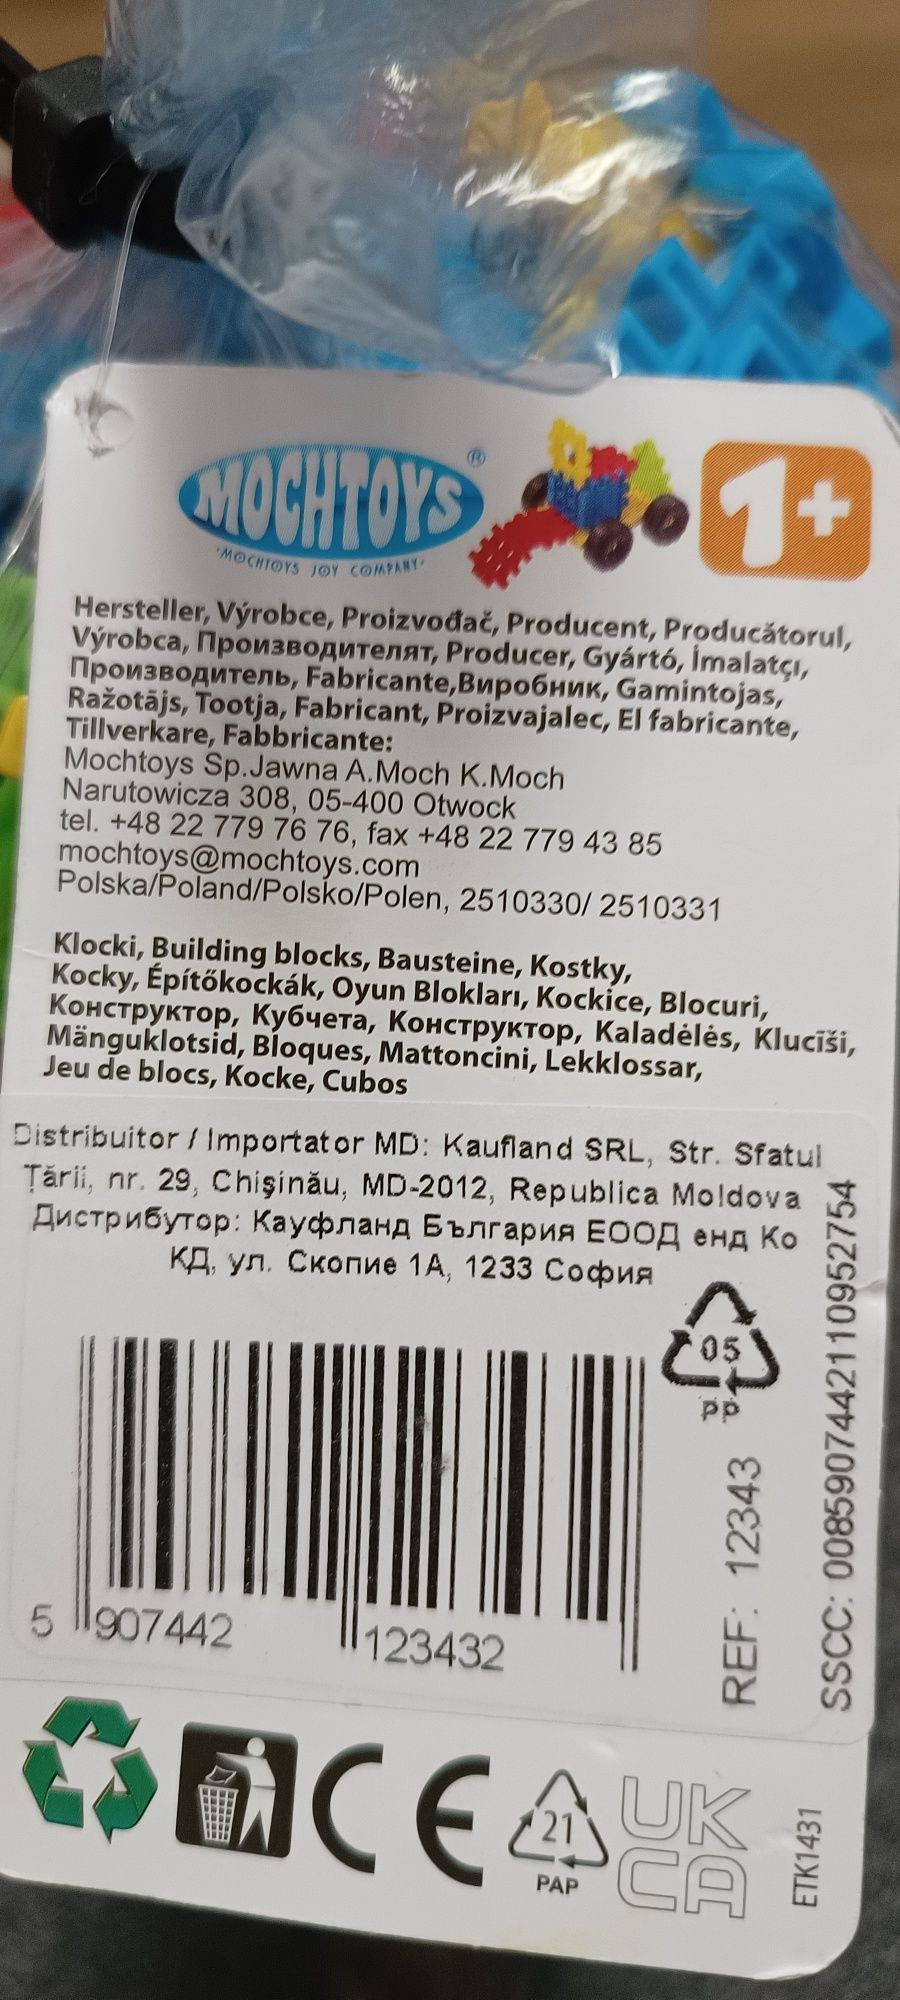 MOCHTOYS ®
·MOCHTOYS JOY COMPANY·
1+
Hersteller, Výrobce, Proizvođač, Producent, Producătorul,
Výrobca, Производителят, Producer, Gyártó, İmalatçı,
Производитель, Fabricante,Виробник, Gamintojas,
Ražotājs, Tootja, Fabricant, Proizvajalec, El fabricante,
Tillverkare, Fabbricante:
Mochtoys Sp.Jawna A.Moch K.Moch
Narutowicza 308, 05-400 Otwock
tel. +48 22 779 76 76, fax +48 22 779 43 85
mochtoys@mochtoys.com
Polska/Poland/Polsko/Polen, 2510330/ 2510331
Klocki, Building blocks, Bausteine, Kostky,
Kocky, Építőkockák, Oyun Blokları, Kockice, Blocuri,
Конструктор, Кубчета, Конструктор, Kaladėlės, Klucīši,
Mänguklotsid, Bloques, Mattoncini, Lekklossar,
Jeu de blocs, Kocke, Cubos
Distribuitor / Importator MD: Kaufland SRL, Str. Sfatul
Țării, nr. 29, Chişinău, MD-2012, Republica Moldova
Дистрибутор: Кауфланд България ЕООД енд Ко
КД, ул. Скопие 1А, 1233 София
05
PP
5 907442 123432
REF: 12343
SSCC: 00859074421109527​54
CE
21
PAP
UK
CA
ETK1431